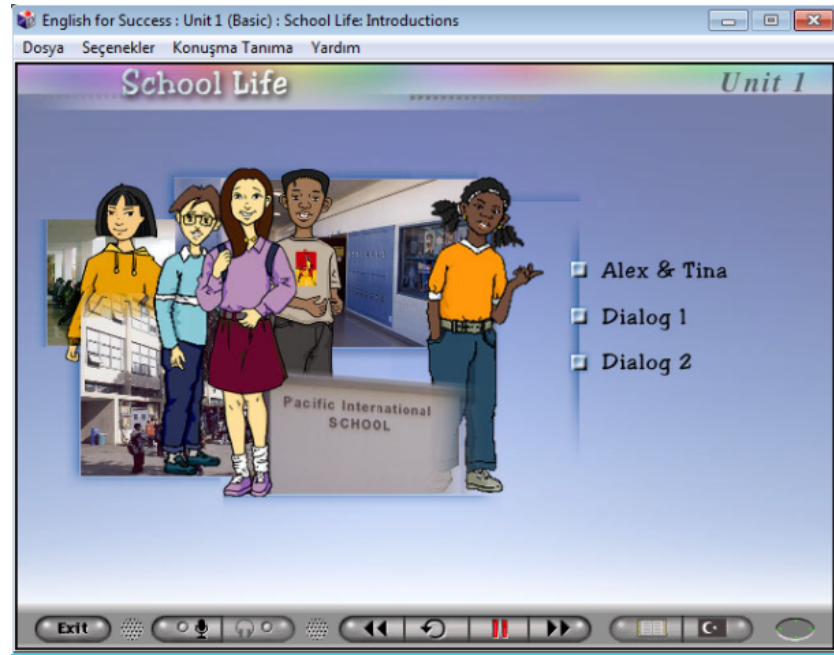 English for Success : Unit 1 (Basic) : School Life: Introductions
Dosya Seçenekler Konuşma Tanıma Yardım
School Life
Unit 1
Alex & Tina
Dialog 1
Dialog 2
Pacific International
SCHOOL
Exit